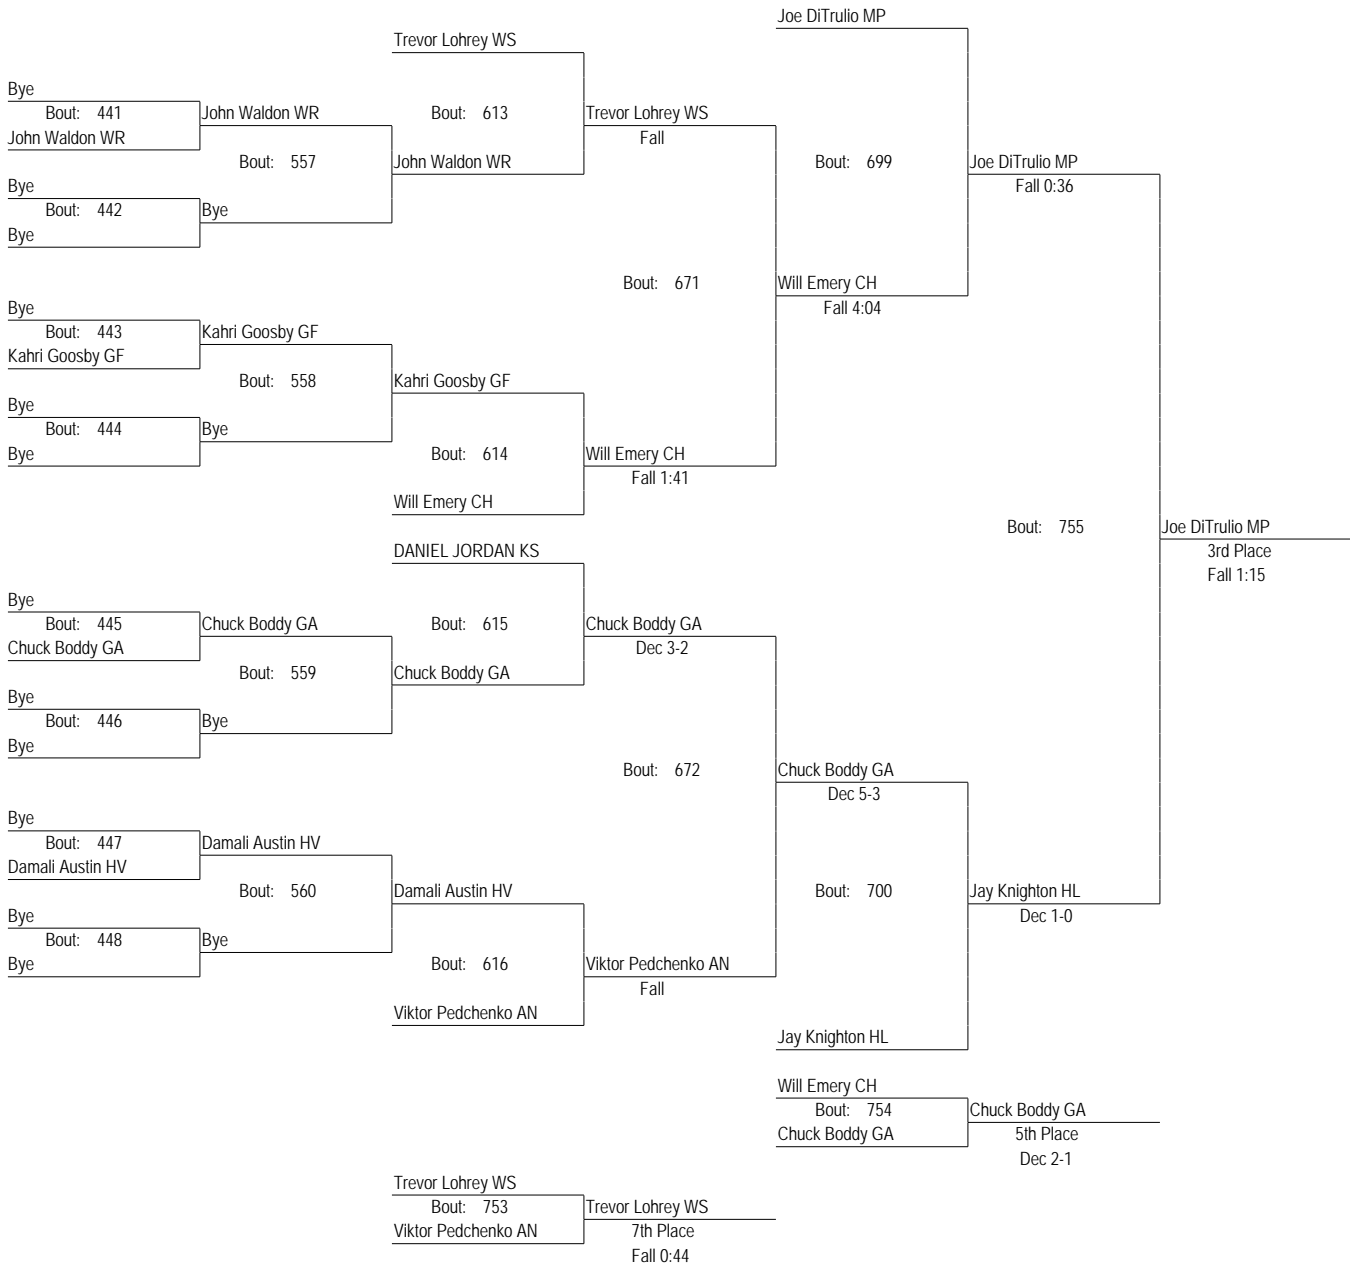 Joe DiTrulio MP
Trevor Lohrey WS
Bye
Bout: 441
John Waldon WR
Bout: 613
Trevor Lohrey WS
John Waldon WR
Fall
Bout: 557
John Waldon WR
Bout: 699
Joe DiTrulio MP
Bye
Fall 0:36
Bout: 442
Bye
Bye
Bout: 671
Will Emery CH
Bye
Fall 4:04
Bout: 443
Kahri Goosby GF
Kahri Goosby GF
Bout: 558
Kahri Goosby GF
Bye
Bout: 444
Bye
Bye
Bout: 614
Will Emery CH
Fall 1:41
Will Emery CH
Bout: 755
Joe DiTrulio MP
DANIEL JORDAN KS
3rd Place
Fall 1:15
Bye
Bout: 445
Chuck Boddy GA
Bout: 615
Chuck Boddy GA
Chuck Boddy GA
Dec 3-2
Bout: 559
Chuck Boddy GA
Bye
Bout: 446
Bye
Bye
Bout: 672
Chuck Boddy GA
Dec 5-3
Bye
Bout: 447
Damali Austin HV
Damali Austin HV
Bout: 560
Damali Austin HV
Bout: 700
Jay Knighton HL
Bye
Dec 1-0
Bout: 448
Bye
Bye
Bout: 616
Viktor Pedchenko AN
Fall
Viktor Pedchenko AN
Jay Knighton HL
Will Emery CH
Bout: 754
Chuck Boddy GA
Chuck Boddy GA
5th Place
Dec 2-1
Trevor Lohrey WS
Bout: 753
Trevor Lohrey WS
Viktor Pedchenko AN
7th Place
Fall 0:44